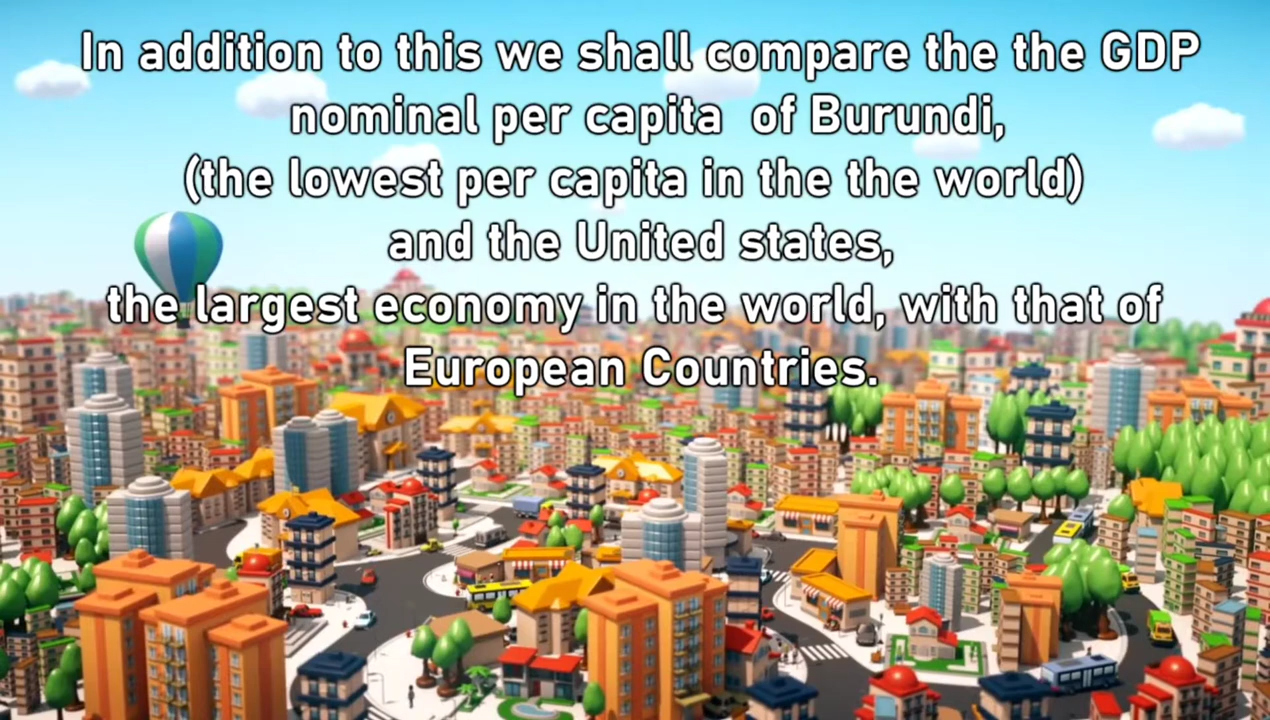 In addition to this we shall compare the the GDP
nominal per capita of Burundi,
(the lowest per capita in the the world)
and the United states,
the largest economy in the world, with that of
European Countries.